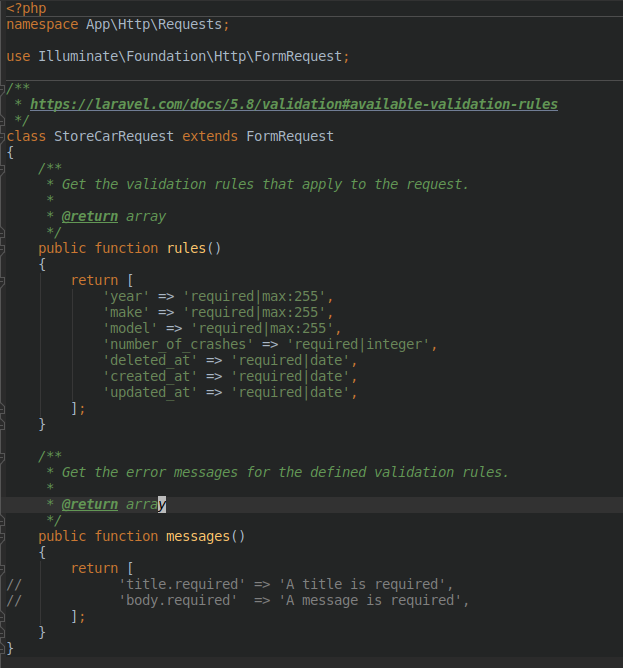 <?php
namespace App\Http\Requests;

use Illuminate\Foundation\Http\FormRequest;

/**
 * https://laravel.com/docs/5.8/validation#available-validation-rules
 */
class StoreCarRequest extends FormRequest
{
    /**
     * Get the validation rules that apply to the request.
     *
     * @return array
     */
    public function rules()
    {
        return [
            'year' => 'required|max:255',
            'make' => 'required|max:255',
            'model' => 'required|max:255',
            'number_of_crashes' => 'required|integer',
            'deleted_at' => 'required|date',
            'created_at' => 'required|date',
            'updated_at' => 'required|date',
        ];
    }

    /**
     * Get the error messages for the defined validation rules.
     *
     * @return array
     */
    public function messages()
    {
        return [
//            'title.required' => 'A title is required',
//            'body.required'  => 'A message is required',
        ];
    }
}